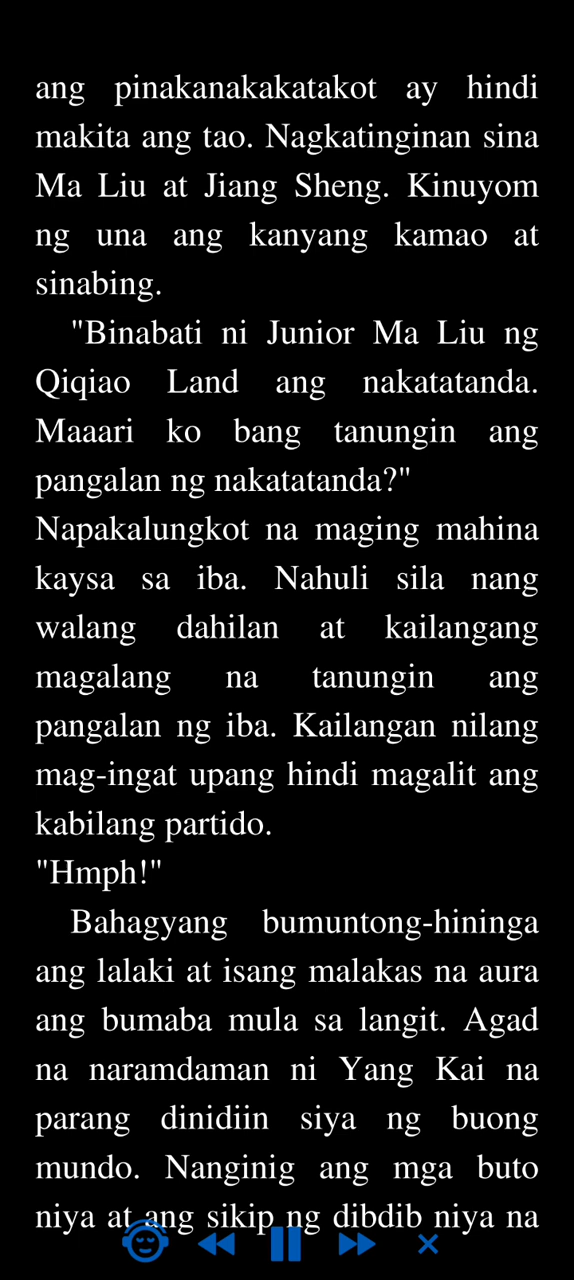 ang pinakanakakatakot ay hindi
makita ang tao. Nagkatinginan sina
Ma Liu at Jiang Sheng. Kinuyom
ng una ang kanyang kamao at
sinabing.
"Binabati ni Junior Ma Liu ng
Qiqiao Land ang nakatatanda.
Maaari ko bang tanungin ang
pangalan ng nakatatanda?"
Napakalungkot na maging mahina
kaysa sa iba. Nahuli sila nang
walang dahilan at kailangang
magalang na tanungin ang
pangalan ng iba. Kailangan nilang
mag-ingat upang hindi magalit ang
kabilang partido.
"Hmph!"
Bahagyang bumuntong-hininga
ang lalaki at isang malakas na aura
ang bumaba mula sa langit. Agad
na naramdaman ni Yang Kai na
parang dinidiin siya ng buong
mundo. Nanginig ang mga buto
niya at ang sikip ng dibdib niya na